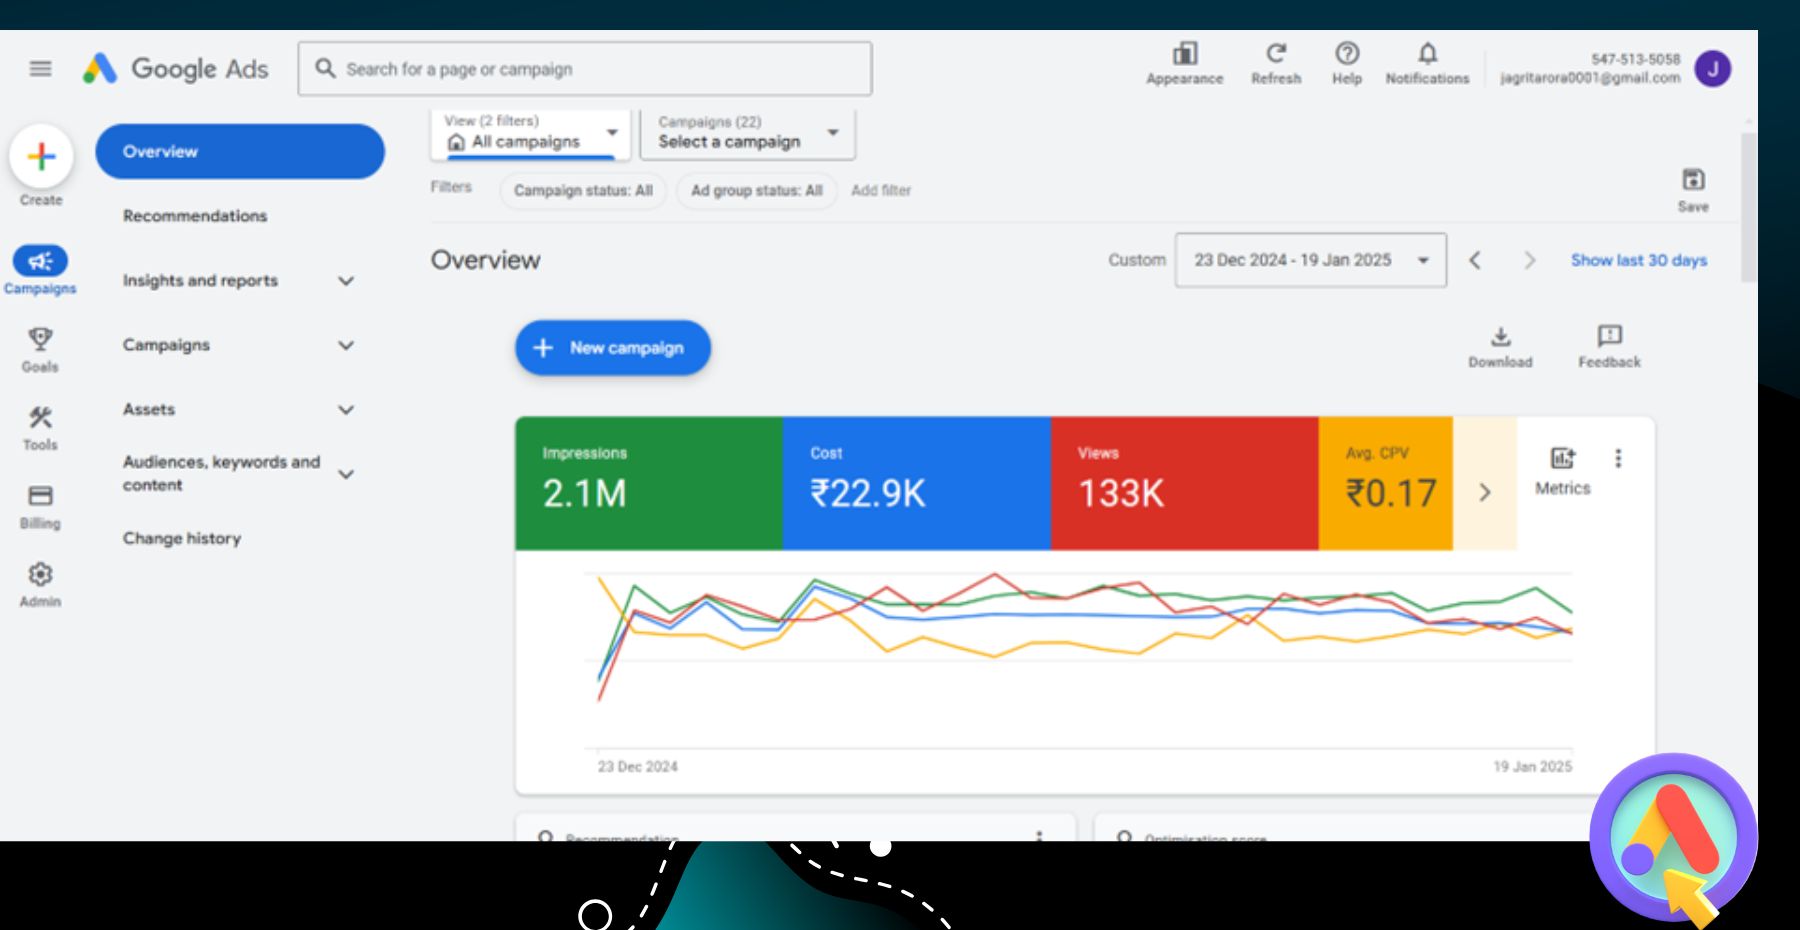 Google Ads
Search for a page or campaign
Appearance
Refresh
Help
Notifications
547-513-5058
jagritarora0001@gmail.com
J
Create
Campaigns
Goals
Tools
Billing
Admin
Overview
Recommendations
Insights and reports
Campaigns
Assets
Audiences, keywords and
content
Change history
View (2 filters)
All campaigns
Campaigns (22)
Select a campaign
Filters
Campaign status: All
Ad group status: All
Add filter
Save
Overview
Custom
23 Dec 2024 - 19 Jan 2025
Show last 30 days
New campaign
Download
Feedback
Impressions
2.1M
Cost
₹22.9K
Views
133K
Avg. CPV
₹0.17
Metrics
23 Dec 2024
19 Jan 2025
Recommendation
Optimisation score